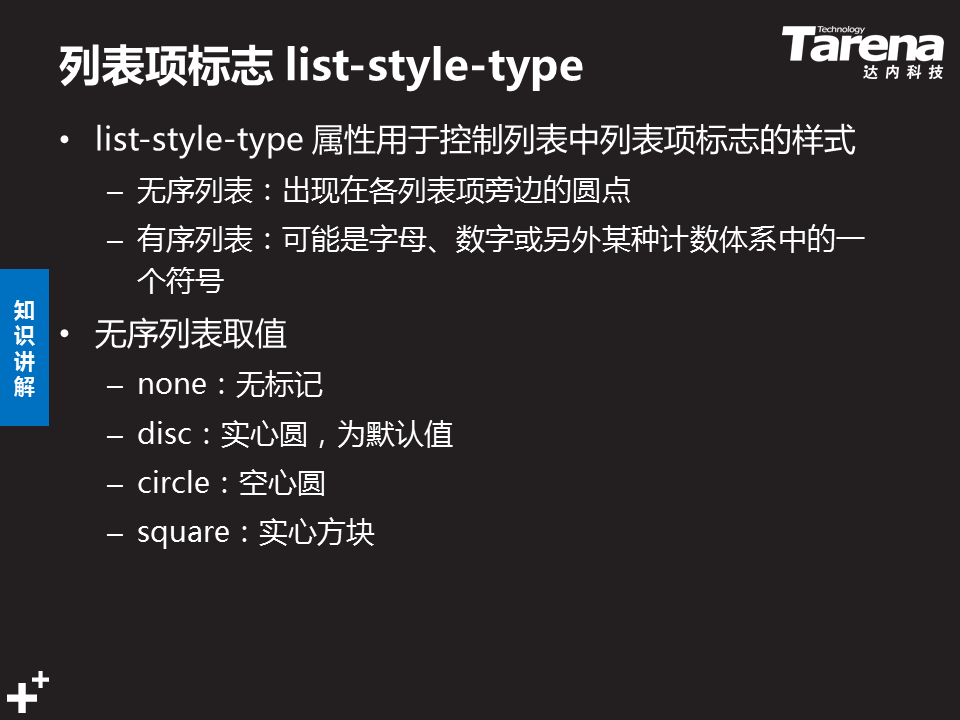 列表项标志 list-style-type
Technology
Tarena
达内科技
• list-style-type 属性用于控制列表中列表项标志的样式
– 无序列表：出现在各列表项旁边的圆点
– 有序列表：可能是字母、数字或另外某种计数体系中的一
个符号
知识讲解
• 无序列表取值
– none：无标记
– disc：实心圆，为默认值
– circle：空心圆
– square：实心方块